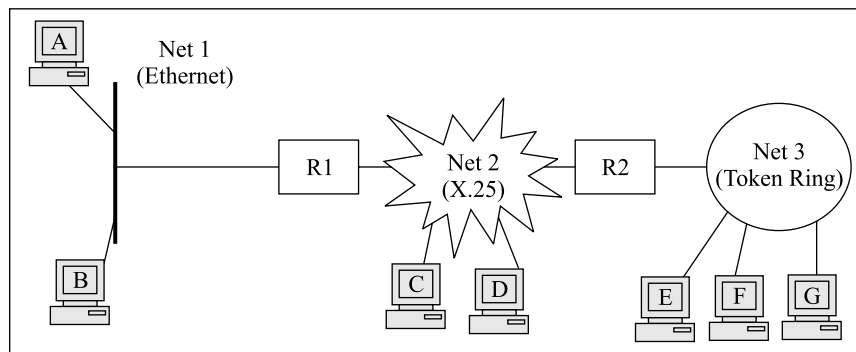 A
Net 1
(Ethernet)
B
R1
Net 2
(X.25)
C
D
R2
Net 3
(Token Ring)
E
F
G